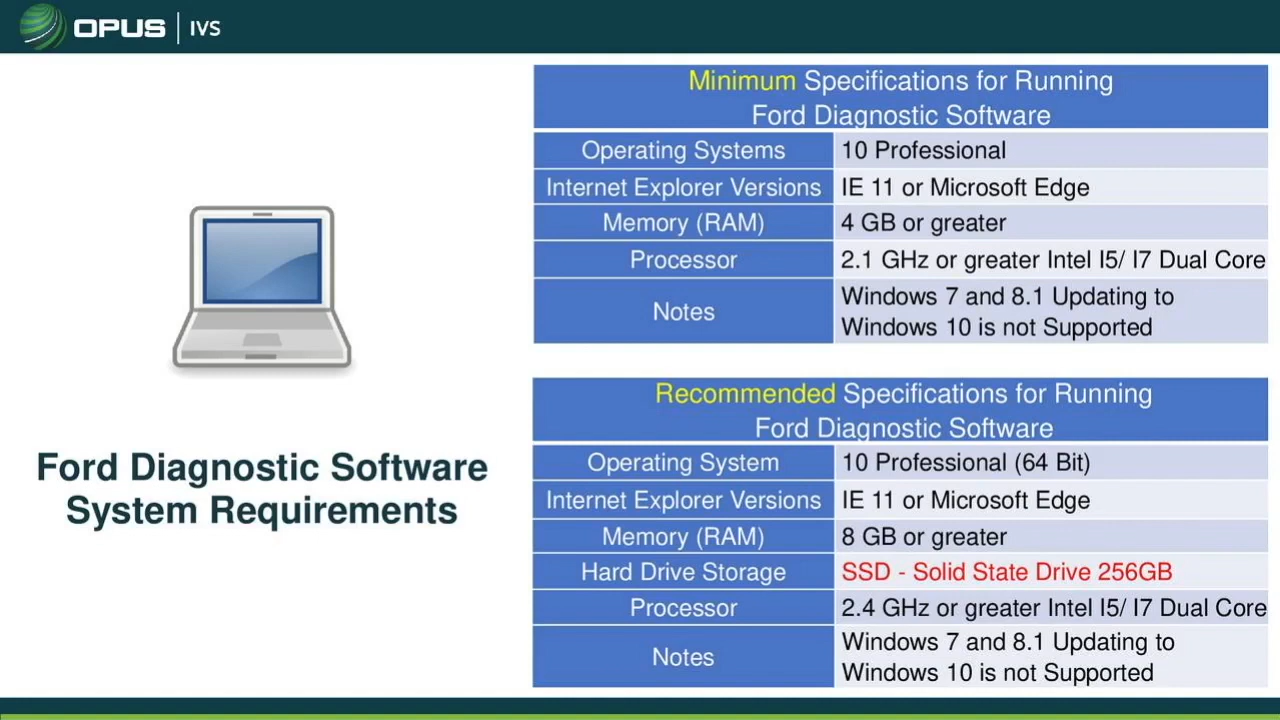 OPUS | IVS
Minimum Specifications for Running
Ford Diagnostic Software
Operating Systems 10 Professional
Internet Explorer Versions IE 11 or Microsoft Edge
Memory (RAM) 4 GB or greater
Processor 2.1 GHz or greater Intel I5/ I7 Dual Core
Notes Windows 7 and 8.1 Updating to
Windows 10 is not Supported
Recommended Specifications for Running
Ford Diagnostic Software
Operating System 10 Professional (64 Bit)
Internet Explorer Versions IE 11 or Microsoft Edge
Memory (RAM) 8 GB or greater
Hard Drive Storage SSD - Solid State Drive 256GB
Processor 2.4 GHz or greater Intel I5/ I7 Dual Core
Notes Windows 7 and 8.1 Updating to
Windows 10 is not Supported
Ford Diagnostic Software
System Requirements